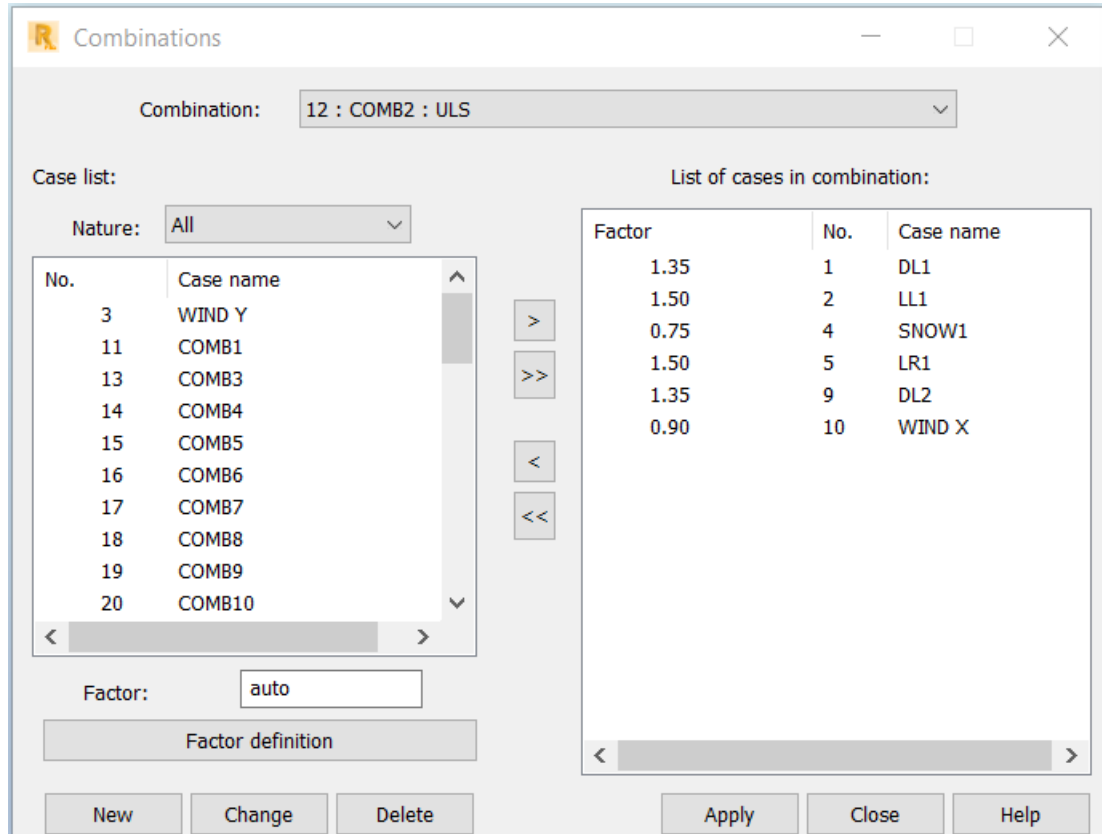 Combinations
Combination: 12 : COMB2 : ULS
Case list:
Nature: All
No. Case name
3 WIND Y
11 COMB1
13 COMB3
14 COMB4
15 COMB5
16 COMB6
17 COMB7
18 COMB8
19 COMB9
20 COMB10
Factor: auto
Factor definition
New Change Delete
>
>>
<
<<
List of cases in combination:
Factor No. Case name
1.35 1 DL1
1.50 2 LL1
0.75 4 SNOW1
1.50 5 LR1
1.35 9 DL2
0.90 10 WIND X
Apply Close Help